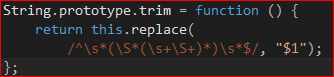 String.prototype.trim = function () {
    return this.replace(
        /^\s*(\S*(\s+\S+)*)\s*$/, "$1");
};